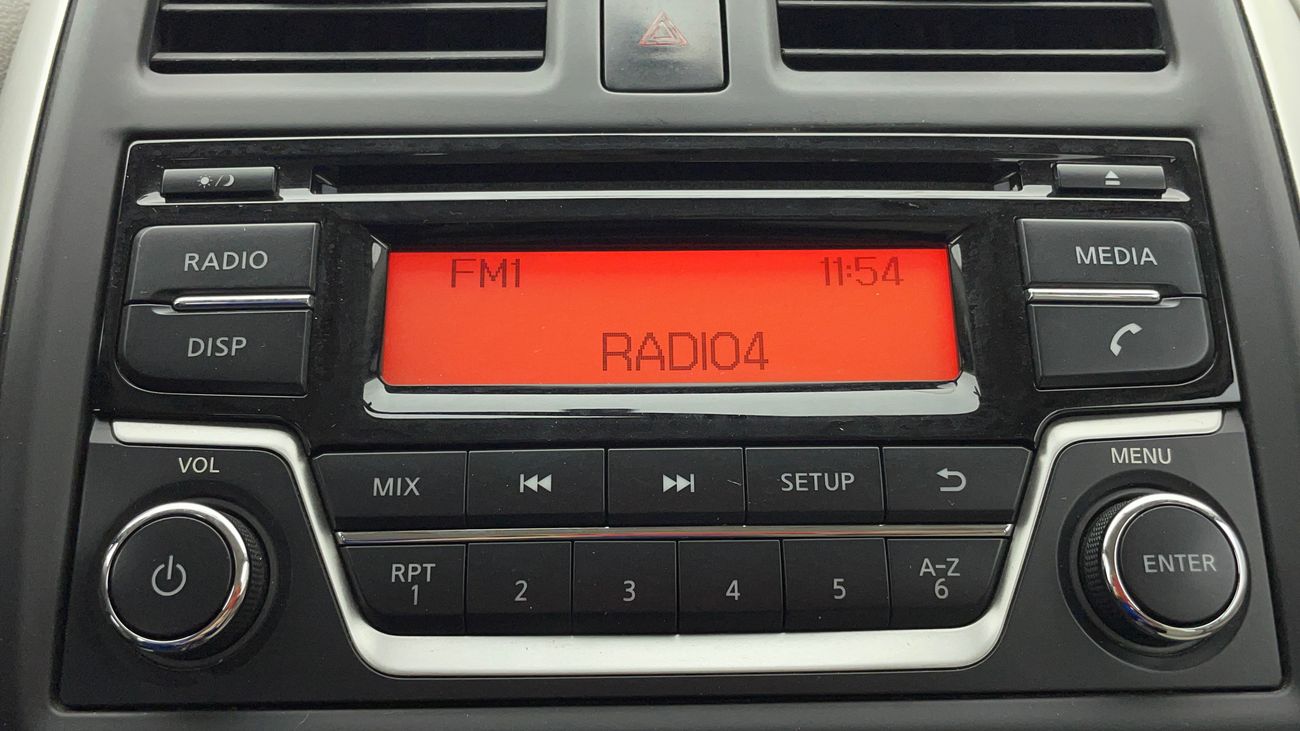 RADIO
DISP
FM1 11:54
RADIO4
MEDIA
VOL
MIX
SETUP
MENU
RPT
1
2
3
4
5
A-Z
6
ENTER